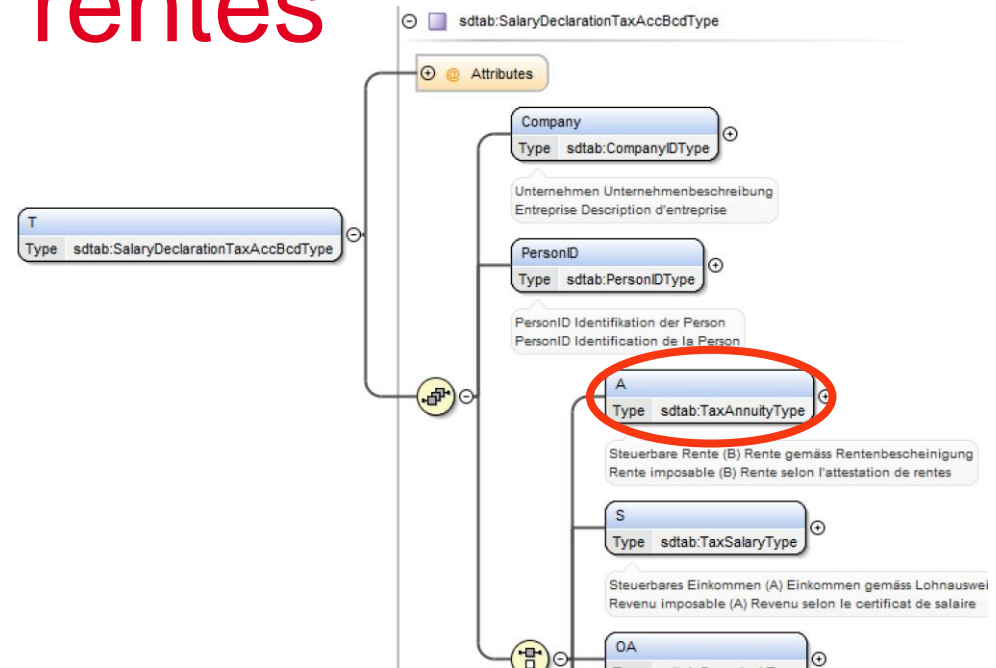 rentes
sdtab:SalaryDeclarationTaxAccBcdType
@ Attributes
Company
Type sdtab:CompanyIDType
Unternehmen Unternehmenbeschreibung
Entreprise Description d'entreprise
T
Type sdtab:SalaryDeclarationTaxAccBcdType
PersonID
Type sdtab:PersonIDType
PersonID Identifikation der Person
PersonID Identification de la Person
A
Type sdtab:TaxAnnuityType
Steuerbare Rente (B) Rente gemäss Rentenbescheinigung
Rente imposable (B) Rente selon l'attestation de rentes
S
Type sdtab:TaxSalaryType
Steuerbares Einkommen (A) Einkommen gemäss Lohnauswei
Revenu imposable (A) Revenu selon le certificat de salaire
OA